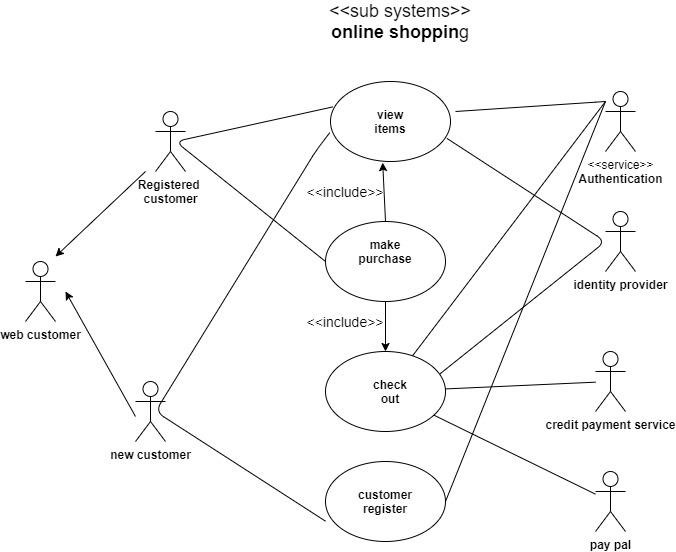 <<sub systems>>
online shopping
view
items
Registered
customer
<<include>>
<<service>>
Authentication
make
purchase
identity provider
web customer
<<include>>
check
out
credit payment service
new customer
customer
register
pay pal